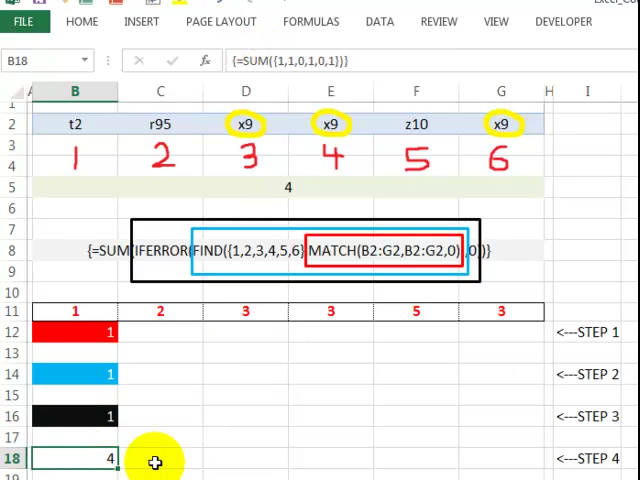 Excel_Co
FILE HOME INSERT PAGE LAYOUT FORMULAS DATA REVIEW VIEW DEVELOPER
B18 fx {=SUM({1,1,0,1,0,1})}
A B C D E F G H I
1
2 t2 r95 x9 x9 z10 x9
3 1 2 3 4 5 6
4
5 4
6
7
8 {=SUM(IFERROR(FIND({1,2,3,4,5,6},MATCH(B2:G2,B2:G2,0)),0))}
9
10
11 1 2 3 3 5 3
12 1 <---STEP 1
13
14 1 <---STEP 2
15
16 1 <---STEP 3
17
18 4 <---STEP 4
19